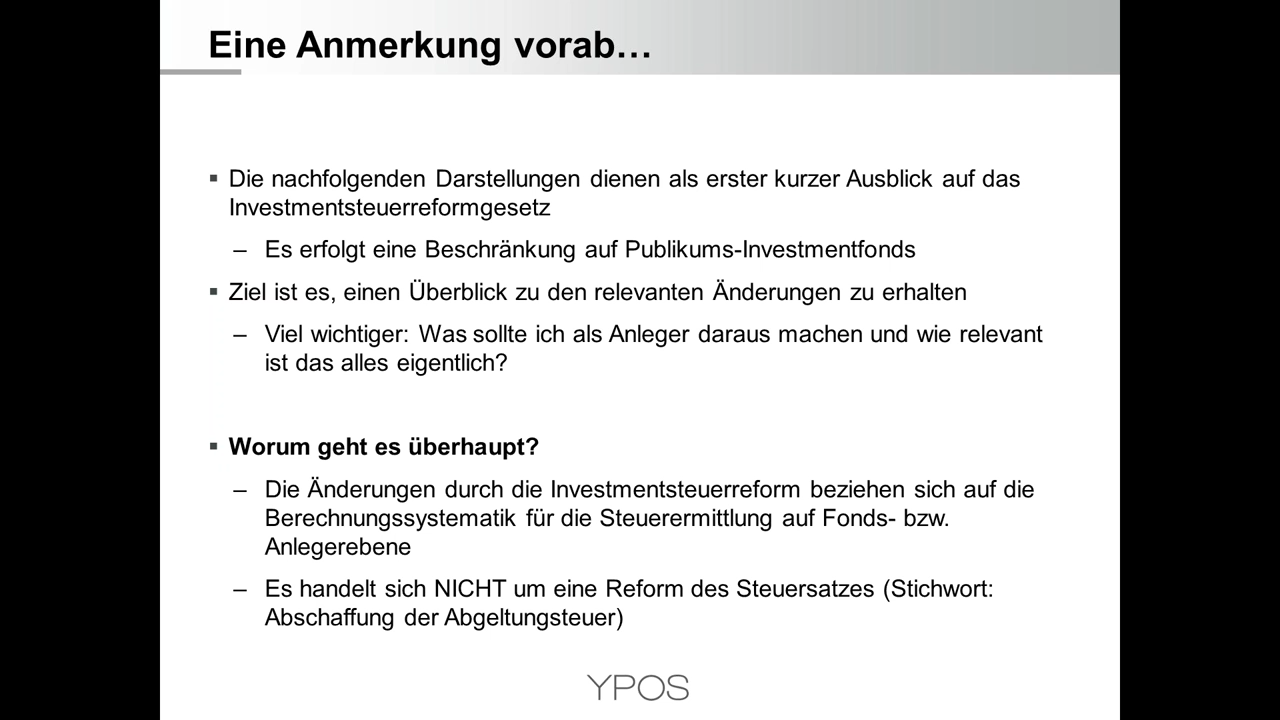 Eine Anmerkung vorab…
▪ Die nachfolgenden Darstellungen dienen als erster kurzer Ausblick auf das
Investmentsteuerreformgesetz
– Es erfolgt eine Beschränkung auf Publikums-Investmentfonds
▪ Ziel ist es, einen Überblick zu den relevanten Änderungen zu erhalten
– Viel wichtiger: Was sollte ich als Anleger daraus machen und wie relevant
ist das alles eigentlich?
▪ Worum geht es überhaupt?
– Die Änderungen durch die Investmentsteuerreform beziehen sich auf die
Berechnungssystematik für die Steuerermittlung auf Fonds- bzw.
Anlegerebene
– Es handelt sich NICHT um eine Reform des Steuersatzes (Stichwort:
Abschaffung der Abgeltungsteuer)
YPOS